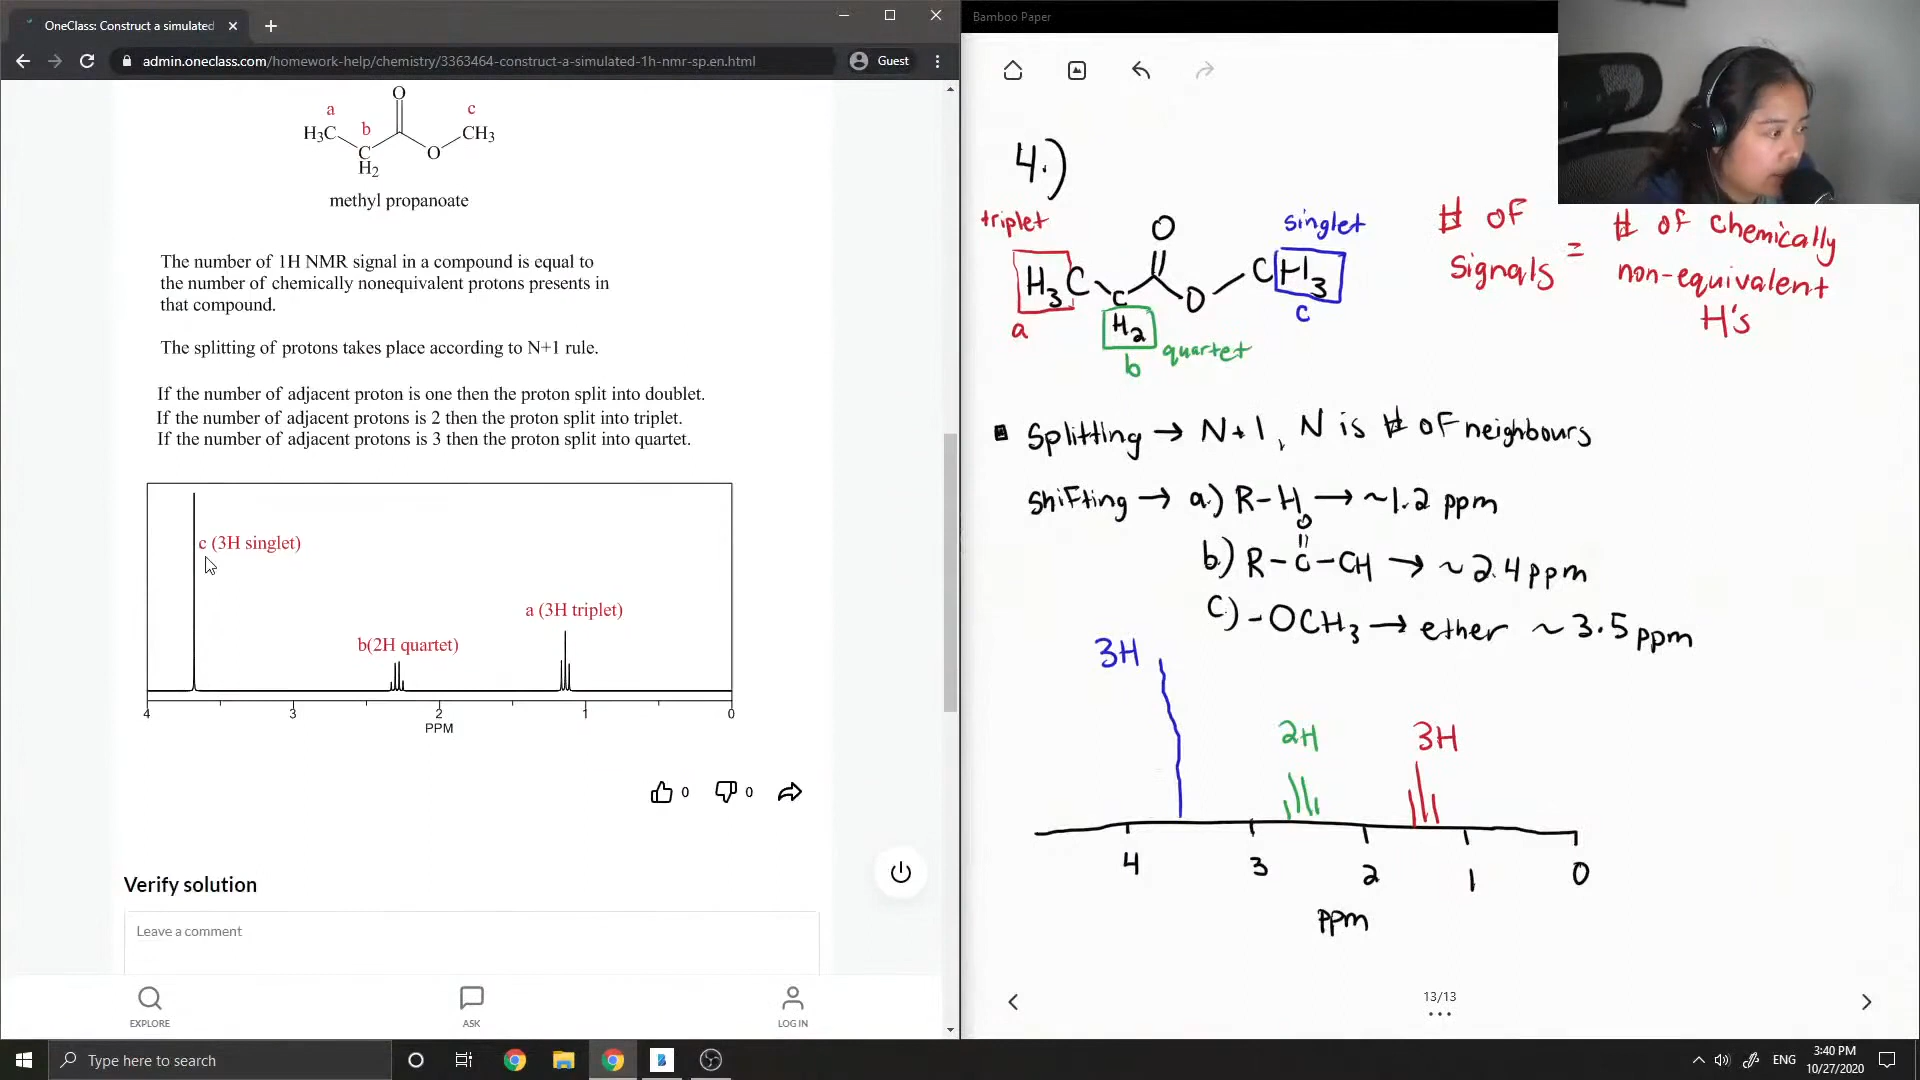 OneClass: Construct a simulated
admin.oneclass.com/homework-help/chemistry/3363464-construct-a-simulated-1h-nmr-sp.en.html
Guest
O
a
c
H3C
b
CH3
C
O
H2
methyl propanoate
The number of 1H NMR signal in a compound is equal to
the number of chemically nonequivalent protons presents in
that compound.
The splitting of protons takes place according to N+1 rule.
If the number of adjacent proton is one then the proton split into doublet.
If the number of adjacent protons is 2 then the proton split into triplet.
If the number of adjacent protons is 3 then the proton split into quartet.
c (3H singlet)
a (3H triplet)
b(2H quartet)
4 3 2 1 0
PPM
0 0
Verify solution
Leave a comment
EXPLORE
ASK
LOG IN
Bamboo Paper
4.)
triplet
singlet
O
H3C
C
O
CH3
a
H2
b
quartet
c
# of
signals
=
# of chemically
non-equivalent
H's
Splitting → N+1, N is # of neighbours
Shifting → a.) R-H → ~1.2 ppm
O
b) R-C-CH → ~2.4 ppm
c) -OCH3 → ether ~3.5 ppm
3H
2H
3H
4 3 2 1 0
ppm
13/13
Type here to search
ENG
3:40 PM
10/27/2020